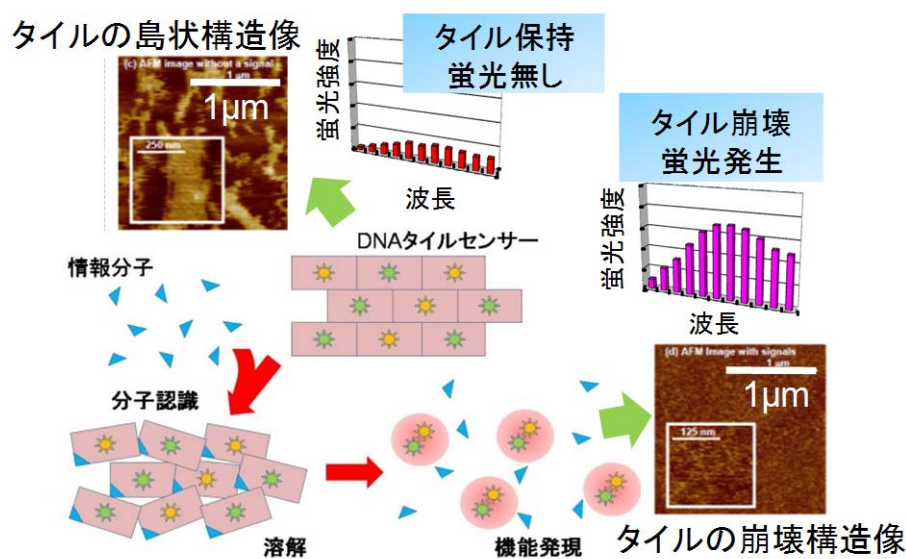 タイルの島状構造像
(c) AFM image without a signal
1 µm
1µm
250 nm
タイル保持
蛍光無し
蛍光強度
波長
タイル崩壊
蛍光発生
蛍光強度
波長
DNAタイルセンサー
情報分子
分子認識
溶解
機能発現
(d) AFM Image with signals
1 µm
1µm
125 nm
タイルの崩壊構造像